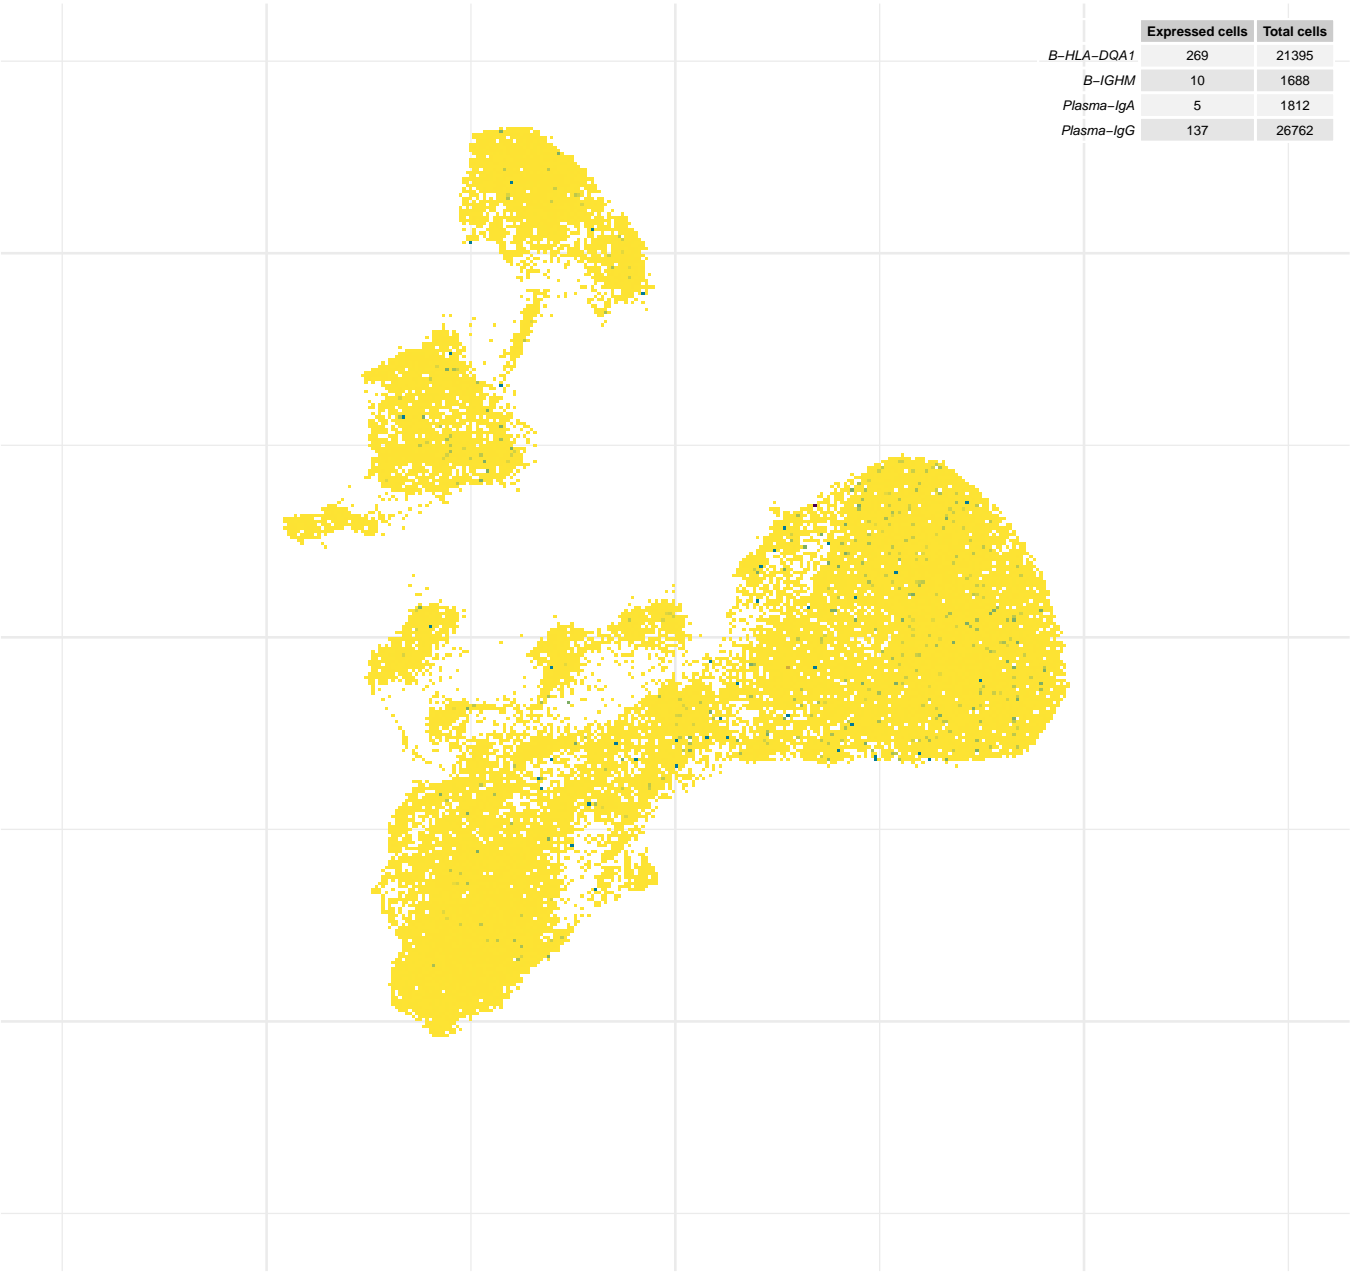 Expressed cells Total cells
B−HLA−DQA1 269 21395
B−IGHM 10 1688
Plasma−IgA 5 1812
Plasma−IgG 137 26762